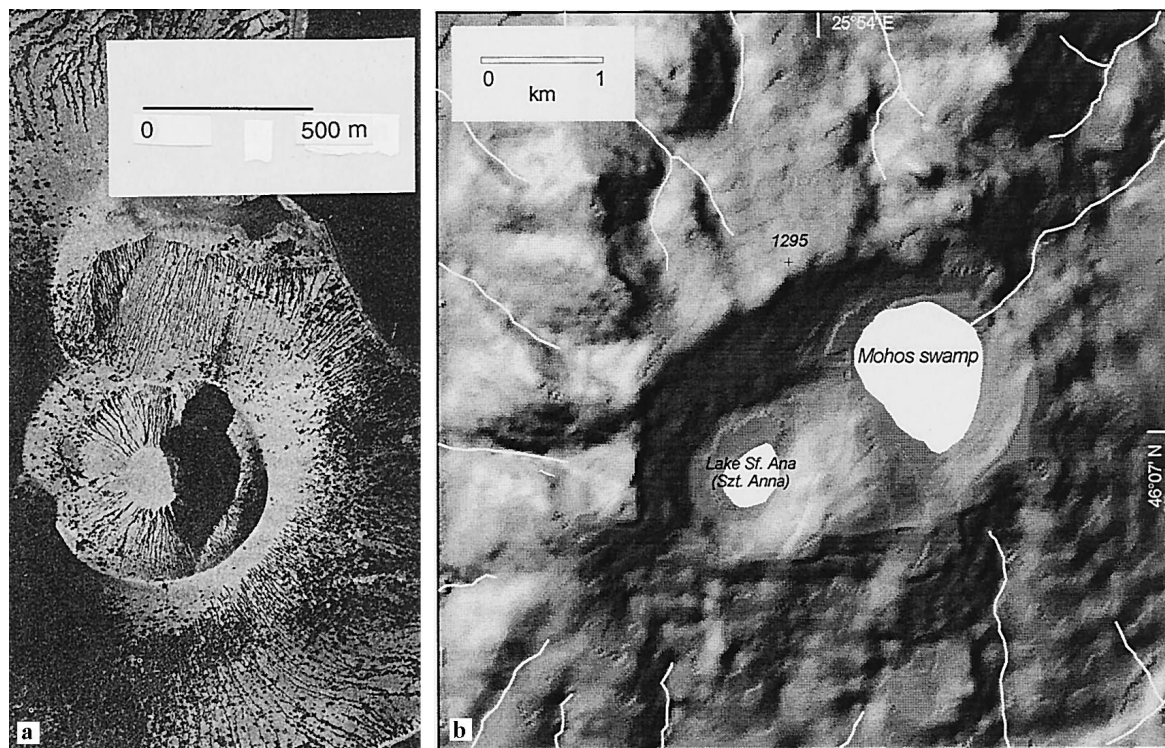 0
500 m
a
0 1
km
25°54'E
1295
Mohos swamp
Lake Sf. Ana
(Szt. Anna)
46°07' N
b